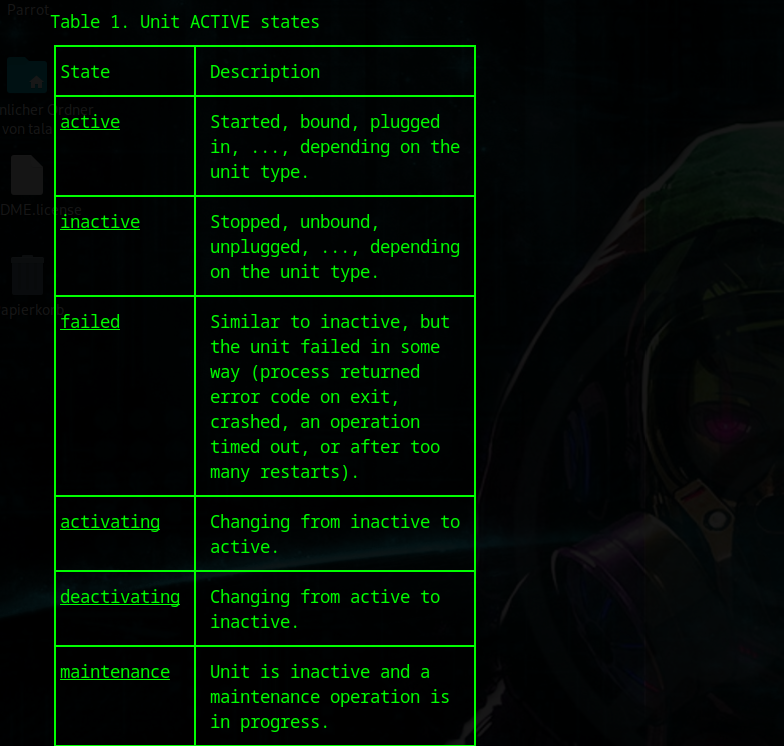 Parrot
Table 1. Unit ACTIVE states
State Description
active Started, bound, plugged
in, ..., depending on the
unit type.
inactive Stopped, unbound,
unplugged, ..., depending
on the unit type.
failed Similar to inactive, but
the unit failed in some
way (process returned
error code on exit,
crashed, an operation
timed out, or after too
many restarts).
activating Changing from inactive to
active.
deactivating Changing from active to
inactive.
maintenance Unit is inactive and a
maintenance operation is
in progress.
nlicher Ordner
von tala
DME.license
apierkorb